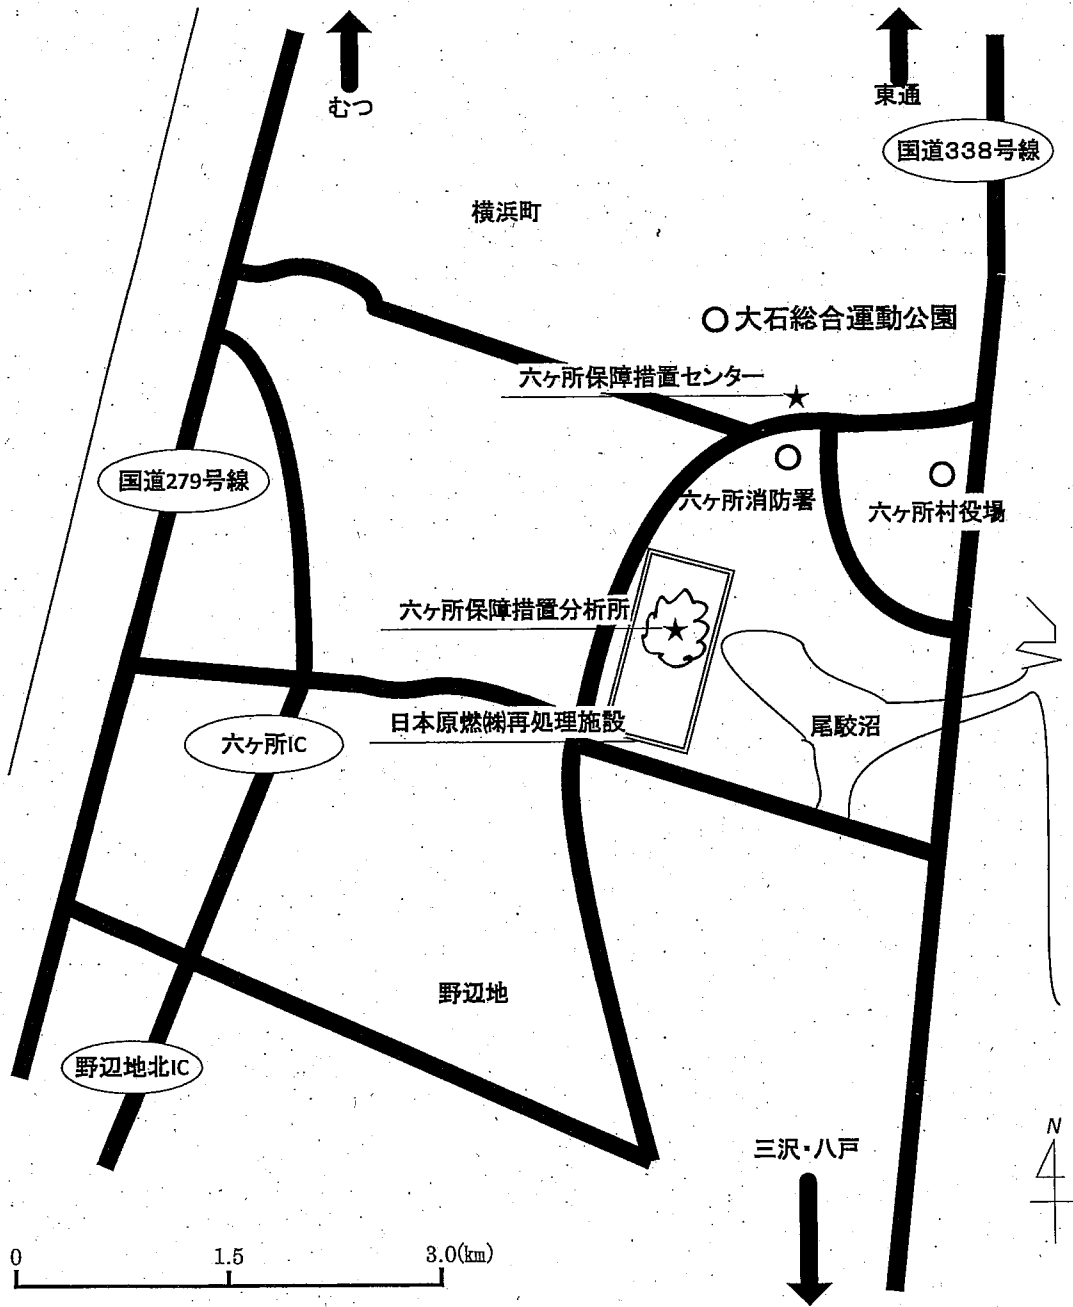 むつ
東通
国道338号線
横浜町
大石総合運動公園
六ヶ所保障措置センター
国道279号線
六ヶ所消防署
六ヶ所村役場
六ヶ所保障措置分析所
日本原燃㈱再処理施設
尾駮沼
六ヶ所IC
野辺地
野辺地北IC
三沢・八戸
N
0 1.5 3.0(㎞)